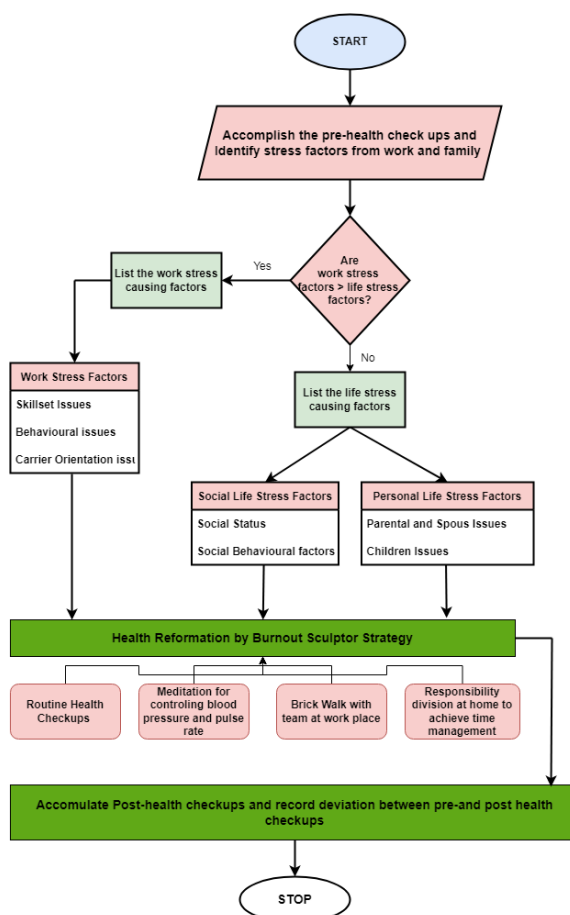 START
Accomplish the pre-health check ups and
Identify stress factors from work and family
Are
work stress
factors > life stress
factors?
Yes
List the work stress
causing factors
No
List the life stress
causing factors
Work Stress Factors
Skillset Issues
Behavioural issues
Carrier Orientation issu
Social Life Stress Factors
Social Status
Social Behavioural factors
Personal Life Stress Factors
Parental and Spous Issues
Children Issues
Health Reformation by Burnout Sculptor Strategy
Routine Health
Checkups
Meditation for
controling blood
pressure and pulse
rate
Brick Walk with
team at work place
Responsibility
division at home to
achieve time
management
Accomulate Post-health checkups and record deviation between pre-and post health
checkups
STOP